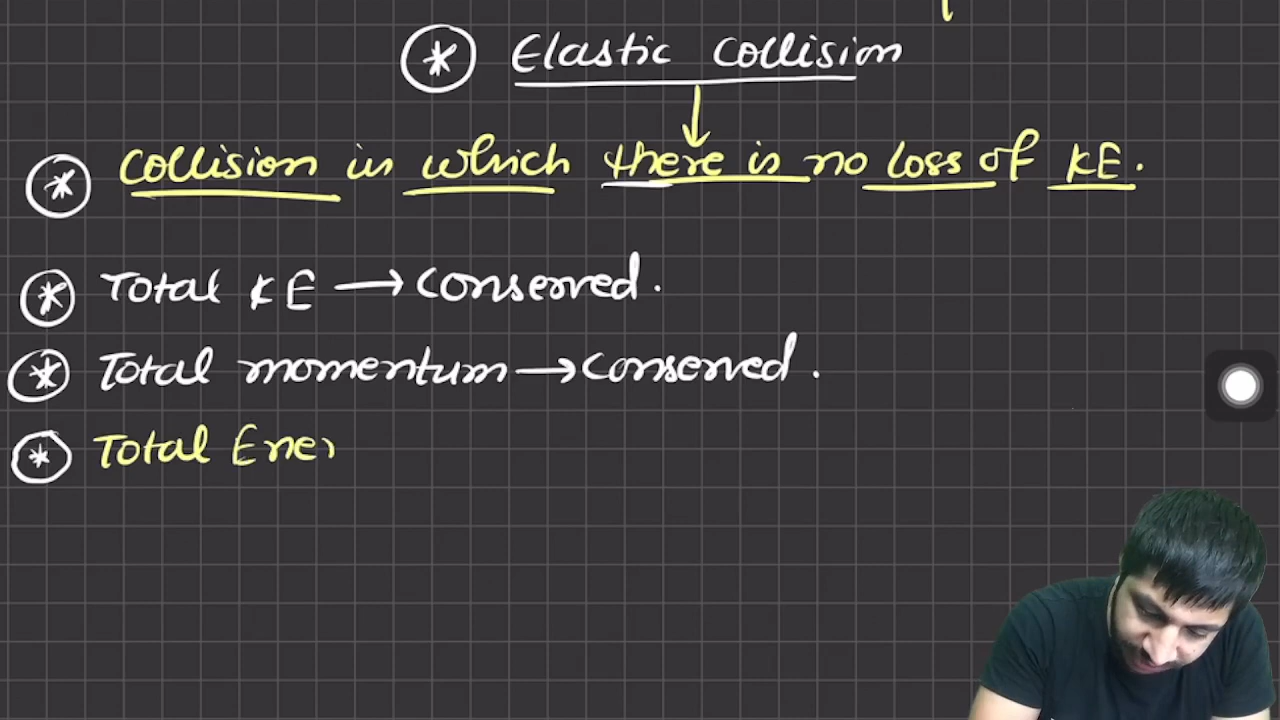 Elastic Collision
Collision in which there is no loss of KE.
Total KE → Conserved.
Total momentum → Conserved.
Total Ener